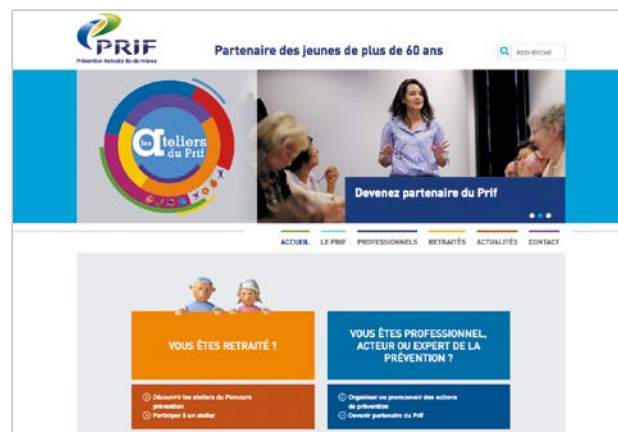 PRIF
Prévention Retraite Ile-de-France
Partenaire des jeunes de plus de 60 ans
RECHERCHE
les ateliers
du Prif
Devenez partenaire du Prif
ACCUEIL LE PRIF PROFESSIONNELS RETRAITÉS ACTUALITÉS CONTACT
VOUS ÊTES RETRAITÉ ?
Découvrir les ateliers du Parcours
prévention
Participer à un atelier
VOUS ÊTES PROFESSIONNEL,
ACTEUR OU EXPERT DE LA
PRÉVENTION ?
Organiser ou promouvoir des actions
de prévention
Devenir partenaire du Prif